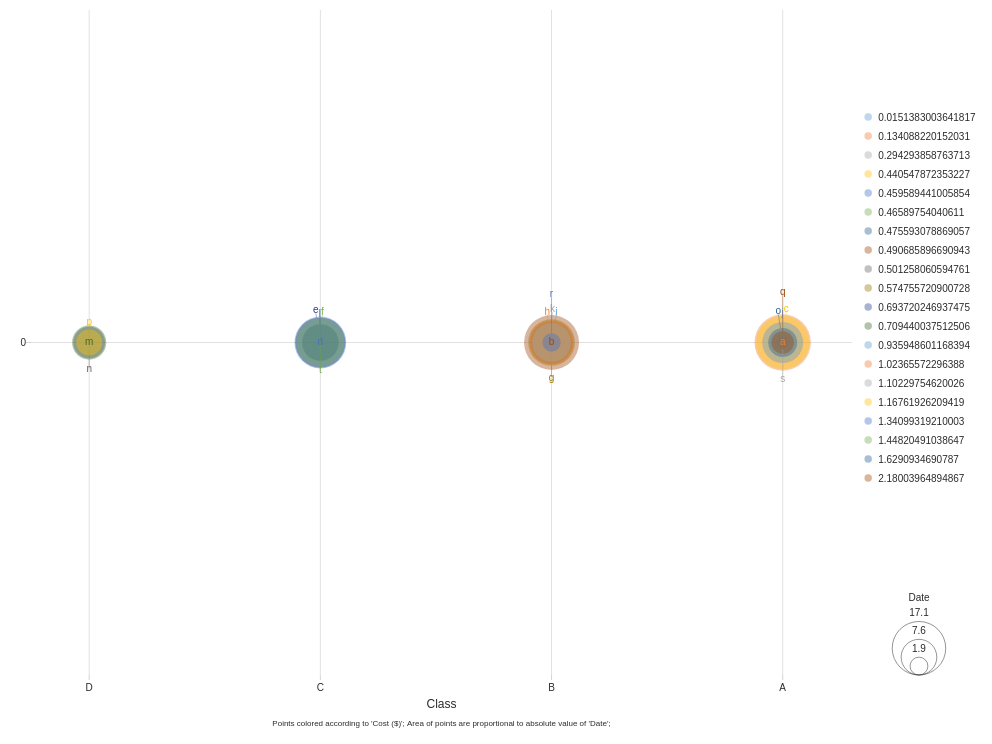 r
q
e
f
h
k
i
o
c
p
0
m
d
b
a
n
g
s
0.0151383003641817
0.134088220152031
0.294293858763713
0.440547872353227
0.459589441005854
0.46589754040611
0.475593078869057
0.490685896690943
0.501258060594761
0.574755720900728
0.693720246937475
0.709440037512506
0.935948601168394
1.02365572296388
1.10229754620026
1.16761926209419
1.34099319210003
1.44820491038647
1.6290934690787
2.18003964894867
Date
17.1
7.6
1.9
D C B A
Class
Points colored according to 'Cost ($)'; Area of points are proportional to absolute value of 'Date';